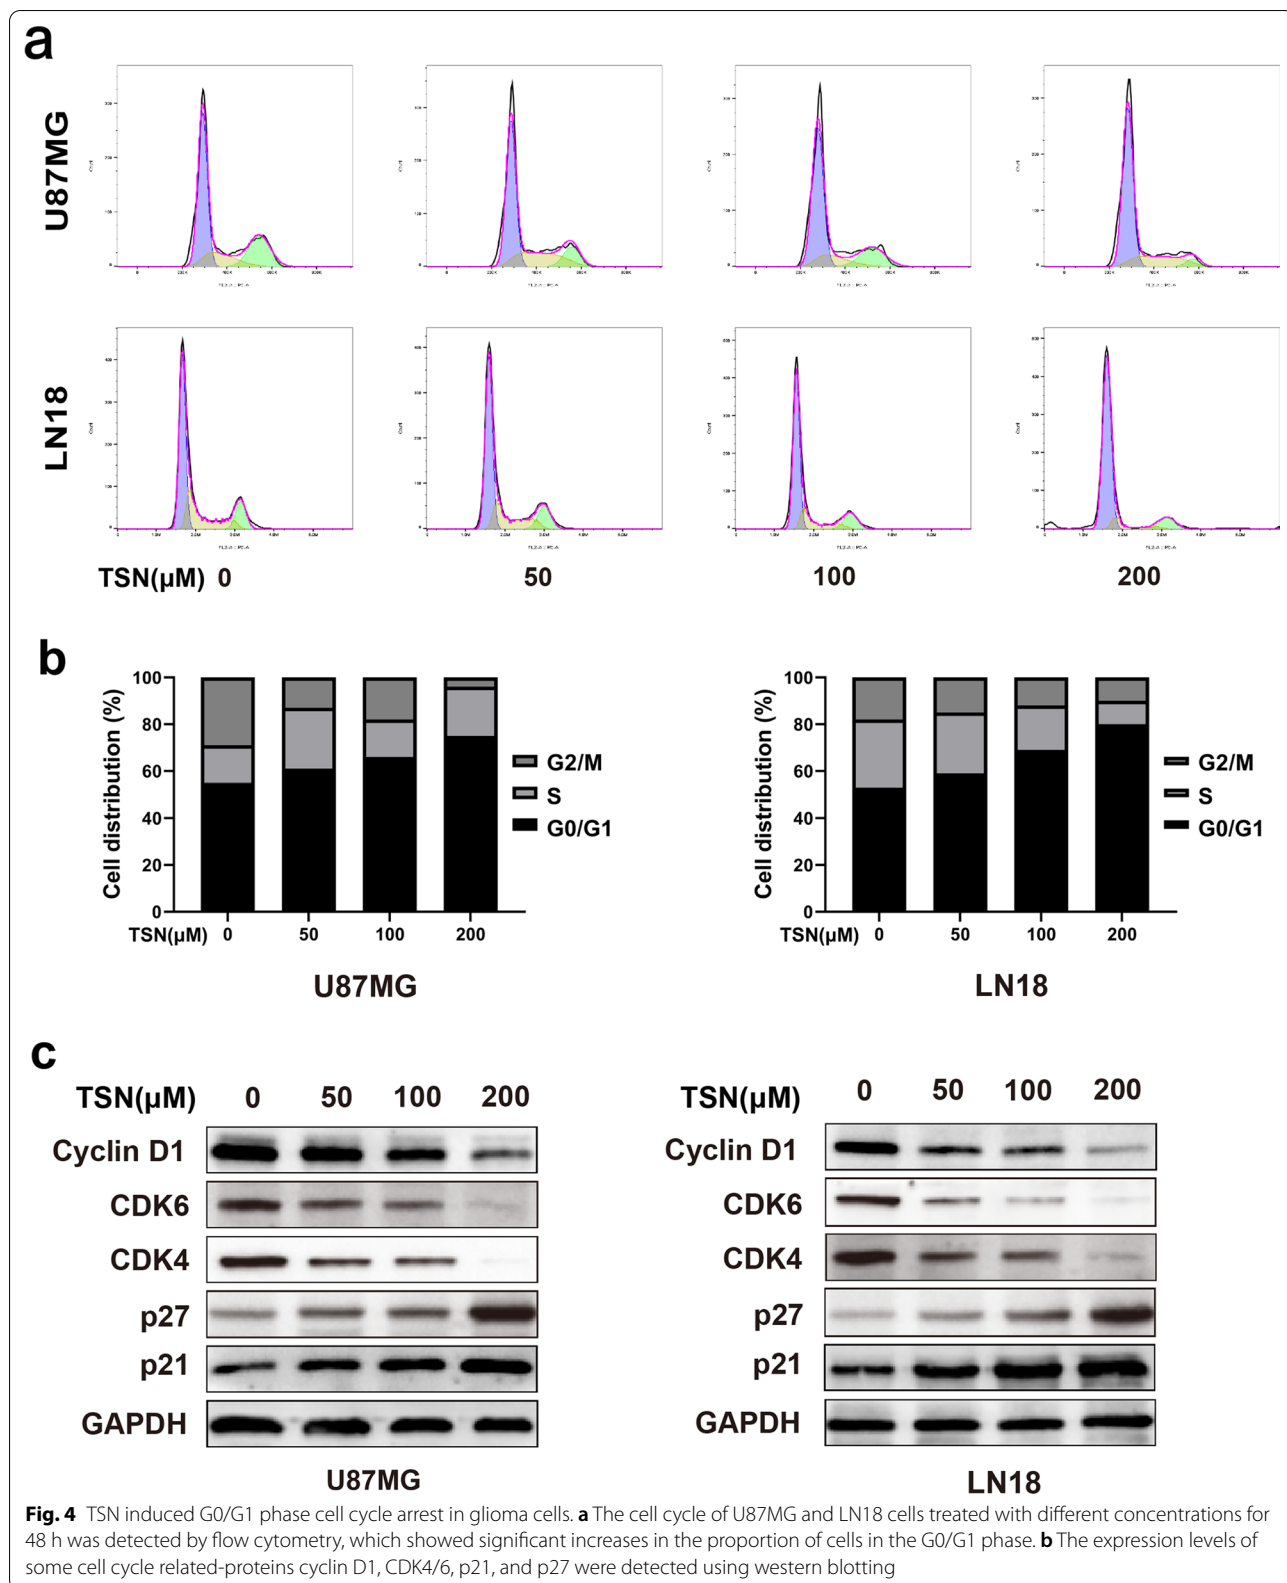 a
U87MG
LN18
TSN(µM) 0 50 100 200
b
Cell distribution (%)
100
80
60
40
20
0
G2/M
S
G0/G1
TSN(µM) 0 50 100 200
U87MG
Cell distribution (%)
100
80
60
40
20
0
G2/M
S
G0/G1
TSN(µM) 0 50 100 200
LN18
c
TSN(µM) 0 50 100 200
Cyclin D1
CDK6
CDK4
p27
p21
GAPDH
U87MG
TSN(µM) 0 50 100 200
Cyclin D1
CDK6
CDK4
p27
p21
GAPDH
LN18
Fig. 4 TSN induced G0/G1 phase cell cycle arrest in glioma cells. a The cell cycle of U87MG and LN18 cells treated with different concentrations for
48 h was detected by flow cytometry, which showed significant increases in the proportion of cells in the G0/G1 phase. b The expression levels of
some cell cycle related-proteins cyclin D1, CDK4/6, p21, and p27 were detected using western blotting